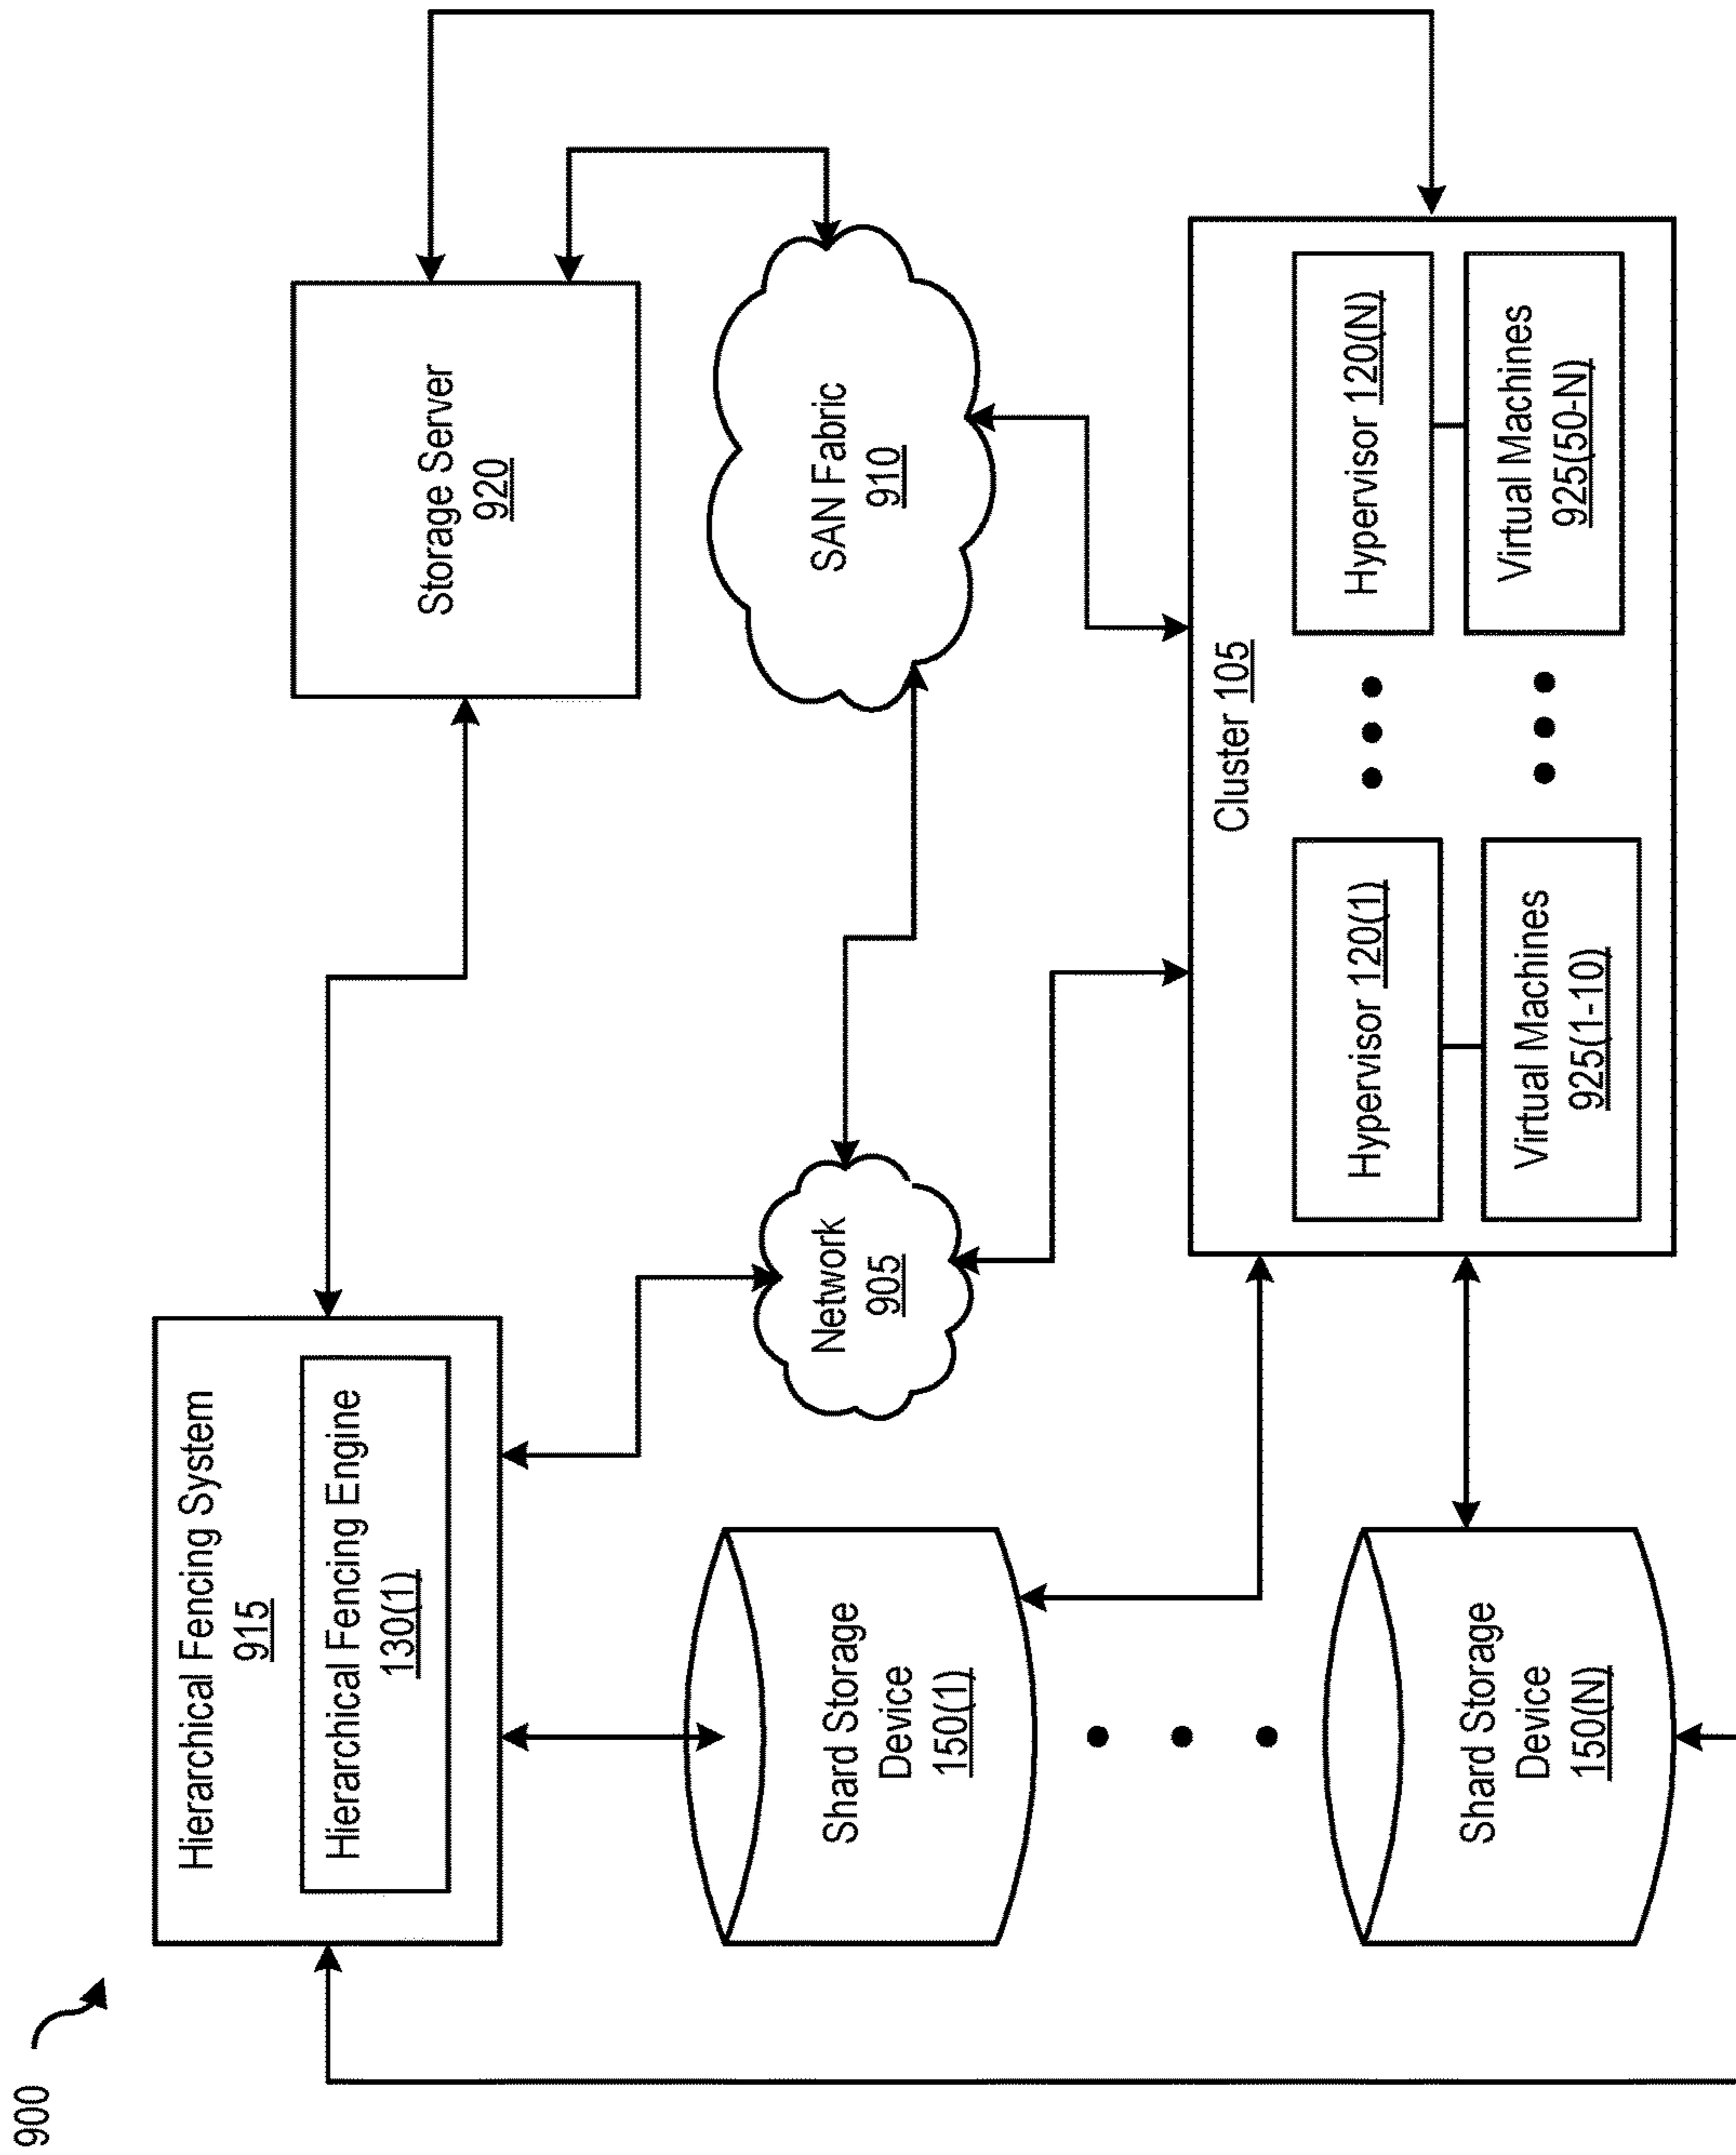 900
Hierarchical Fencing System
915
Hierarchical Fencing Engine
130(1)
Storage Server
920
Network
905
SAN Fabric
910
Shard Storage
Device
150(1)
Shard Storage
Device
150(N)
Cluster 105
Hypervisor 120(1)
Virtual Machines
925(1-10)
Hypervisor 120(N)
Virtual Machines
925(50-N)